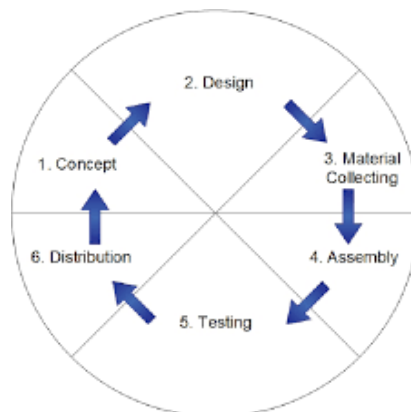 1. Concept
2. Design
3. Material
Collecting
4. Assembly
5. Testing
6. Distribution